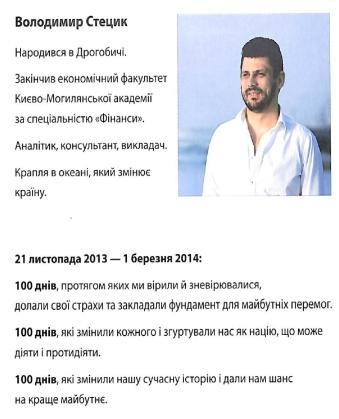 Володимир Стецик
Народився в Дрогобичі.
Закінчив економічний факультет
Києво-Могилянської академії
за спеціальністю «Фінанси».
Аналітик, консультант, викладач.
Крапля в океані, який змінює
країну.
21 листопада 2013 — 1 березня 2014:
100 днів, протягом яких ми вірили й зневірювалися,
долали свої страхи та закладали фундамент для майбутніх перемог.
100 днів, які змінили кожного і згуртували нас як націю, що може
діяти і протидіяти.
100 днів, які змінили нашу сучасну історію і дали нам шанс
на краще майбутнє.